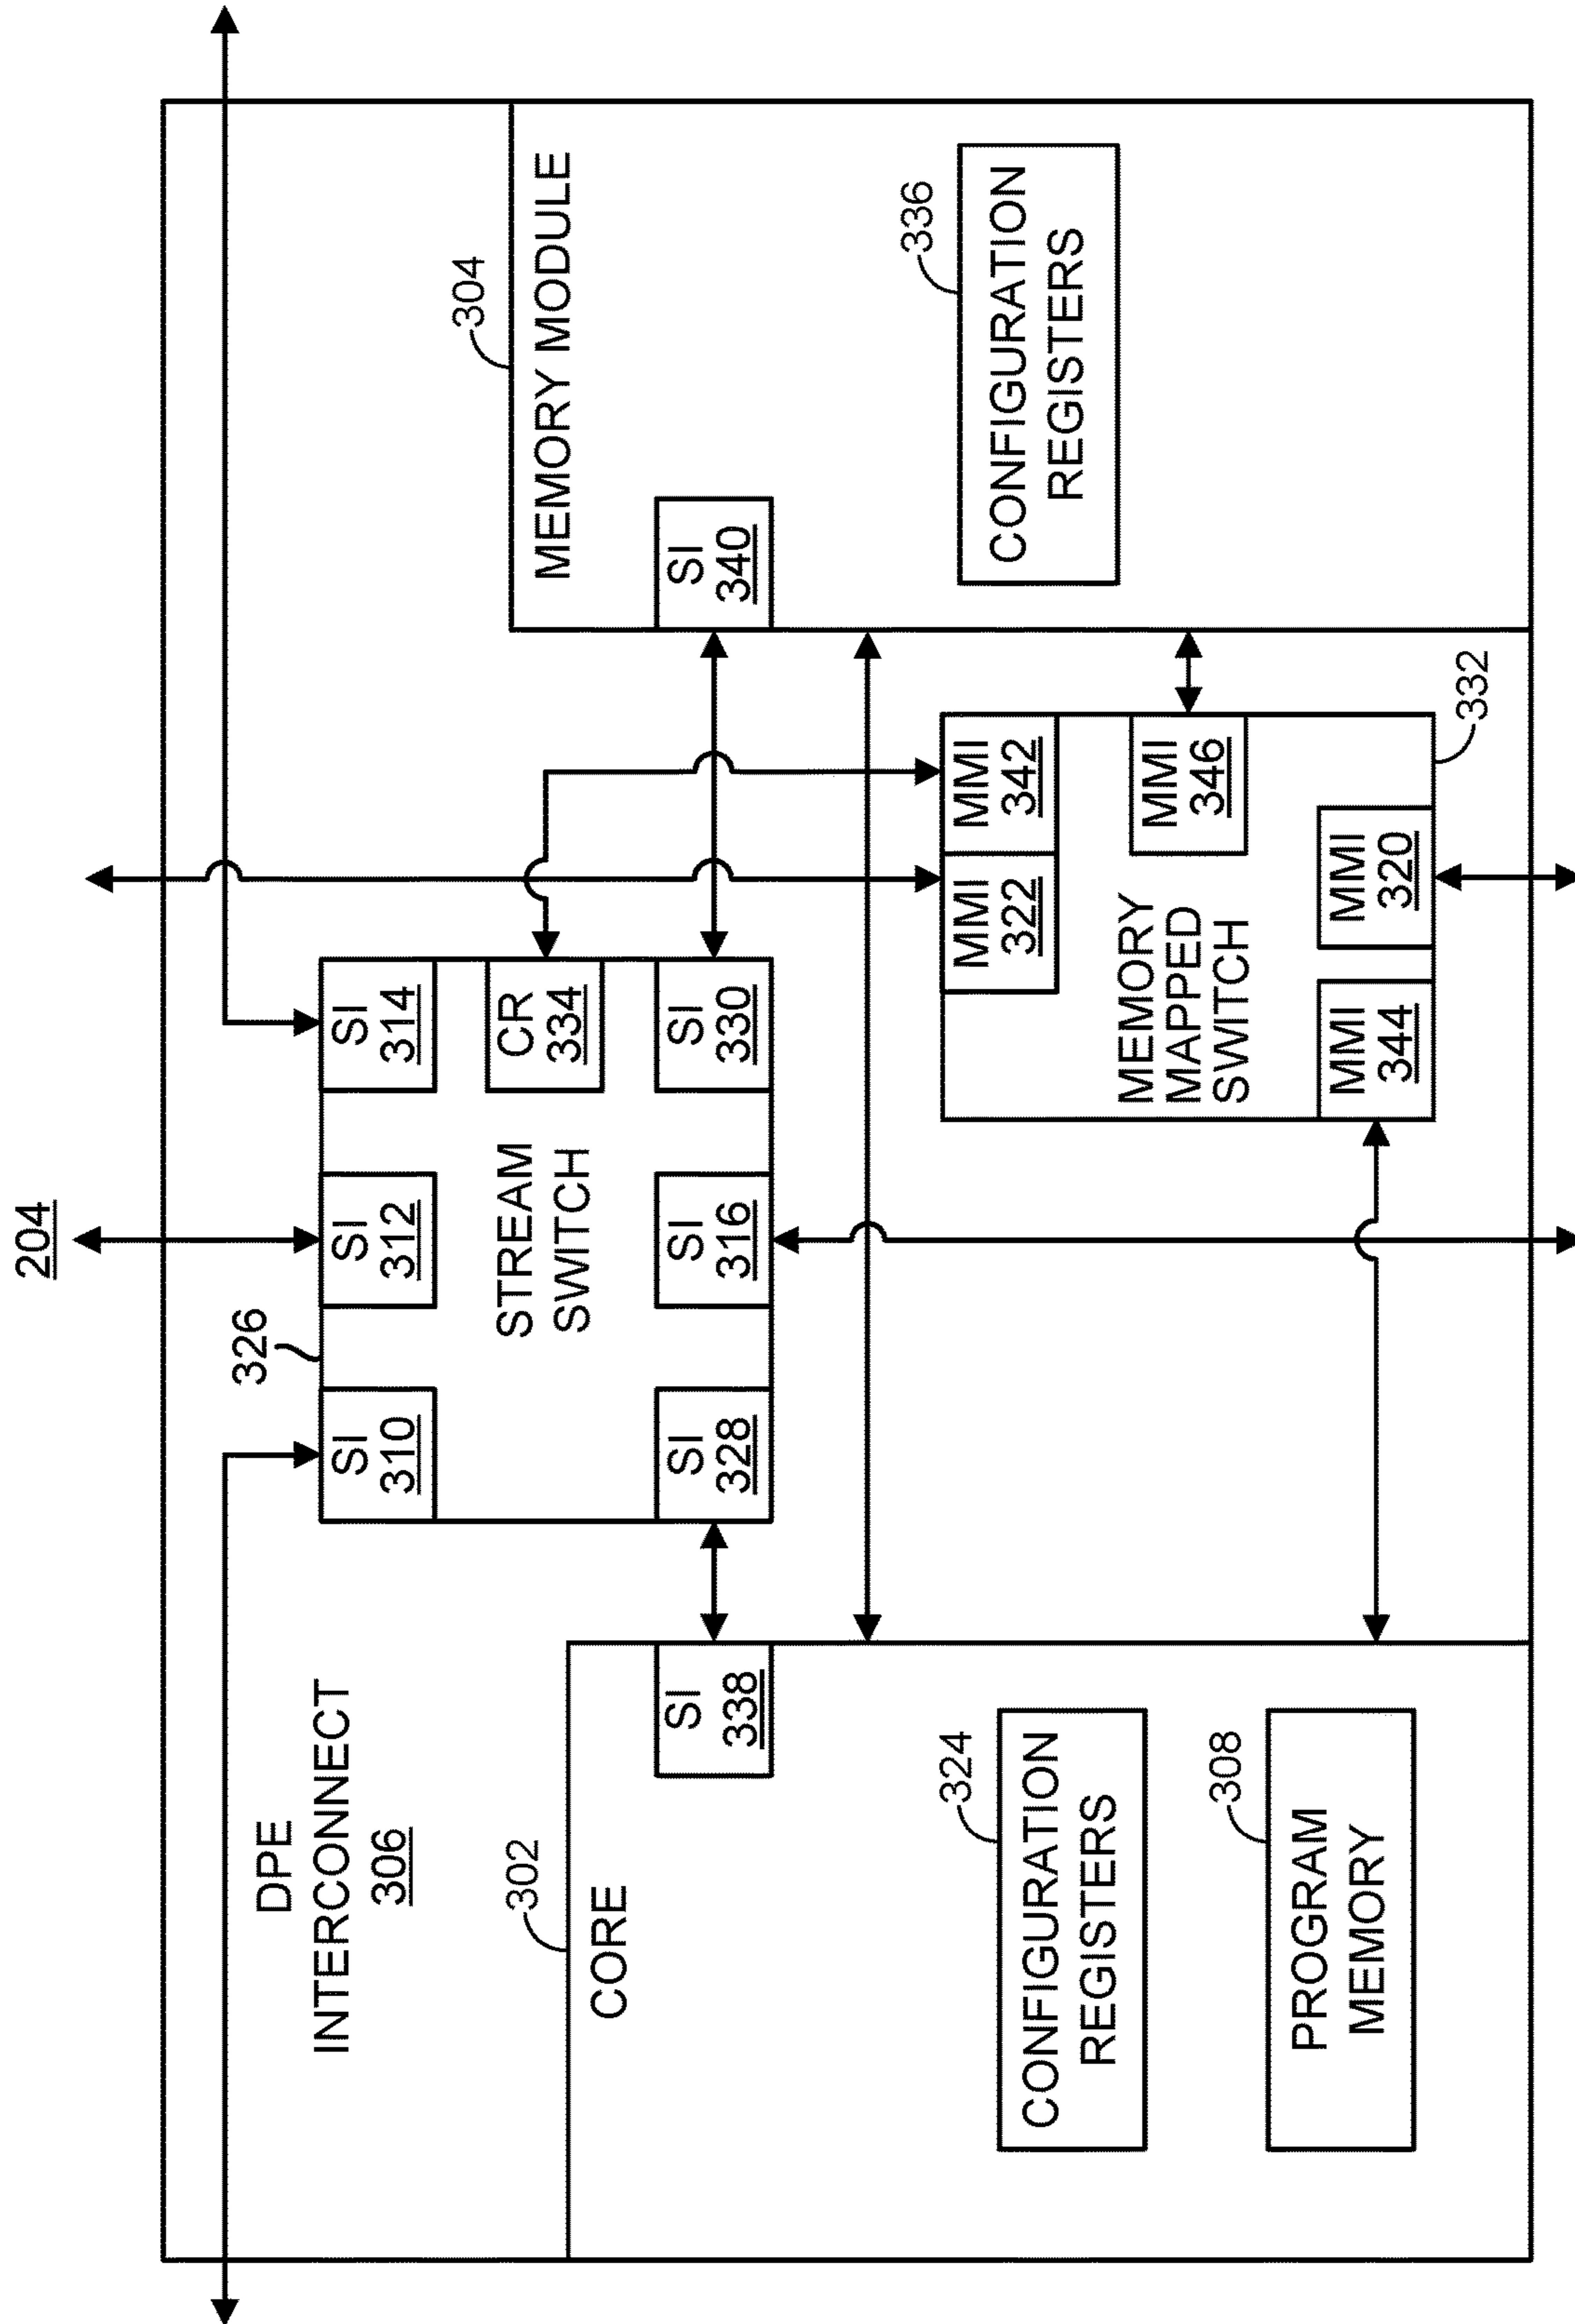 204
DPE
INTERCONNECT
306
326
SI
310
SI
312
SI
314
STREAM
SWITCH
CR
334
SI
328
SI
316
SI
330
302
CORE
SI
338
324
CONFIGURATION
REGISTERS
308
PROGRAM
MEMORY
MMI
322
MMI
342
MEMORY
MAPPED
SWITCH
MMI
346
MMI
344
MMI
320
332
304
MEMORY MODULE
SI
340
336
CONFIGURATION
REGISTERS